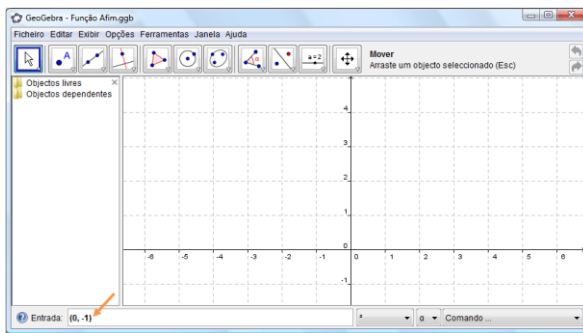 GeoGebra - Função Afim.ggb
Ficheiro Editar Exibir Opções Ferramentas Janela Ajuda
A
α
a=2
Mover
Arraste um objecto seleccionado (Esc)
Objectos livres
Objectos dependentes
4
3
2
1
0
-6 -5 -4 -3 -2 -1 0 1 2 3 4 5 6
-1
Entrada: (0, -1)
² α Comando ...